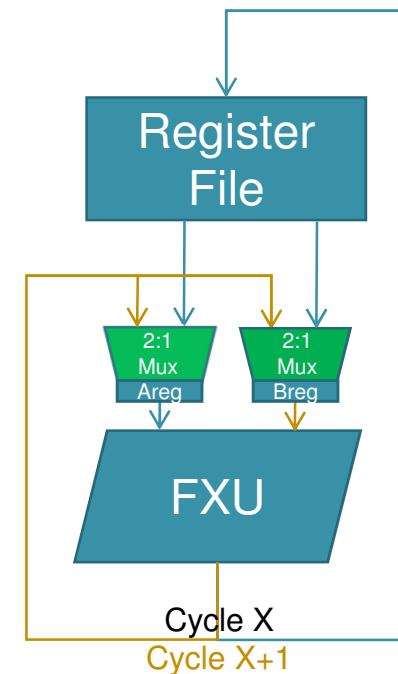 Register
File
2:1
Mux
Areg
2:1
Mux
Breg
FXU
Cycle X
Cycle X+1